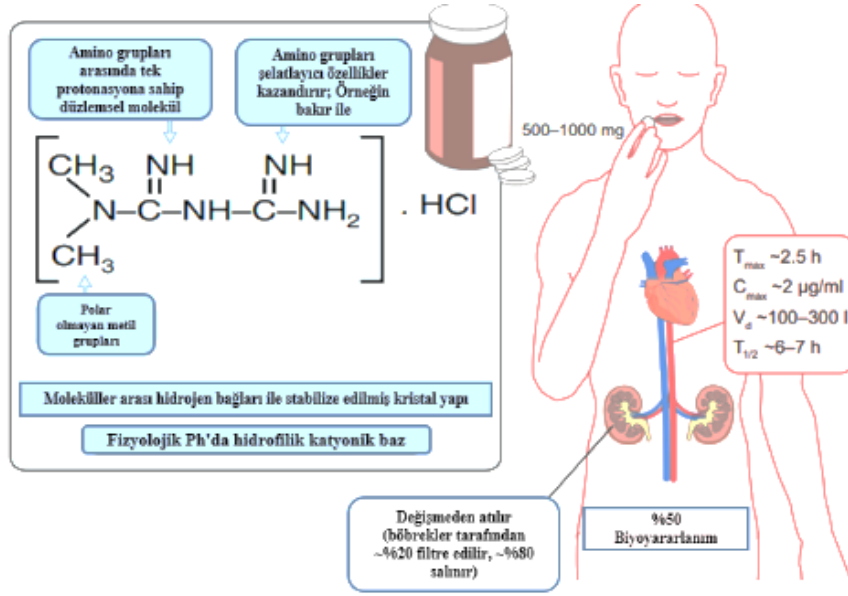 Amino grupları
arasında tek
protonasyona sahip
düzlemsel molekül
Amino grupları
şelatlayıcı özellikler
kazandırır; Örneğin
bakır ile
CH3 NH NH
N–C–NH–C–NH2 . HCl
CH3
Polar
olmayan metil
grupları
Moleküller arası hidrojen bağları ile stabilize edilmiş kristal yapı
Fizyolojik Ph'da hidrofilik katyonik baz
500–1000 mg
Tmax ~2.5 h
Cmax ~2 µg/ml
Vd ~100–300 l
T1/2 ~6–7 h
Değişmeden atılır
(böbrekler tarafından
~%20 filtre edilir, ~%80
salınır)
%50
Biyoyararlanım